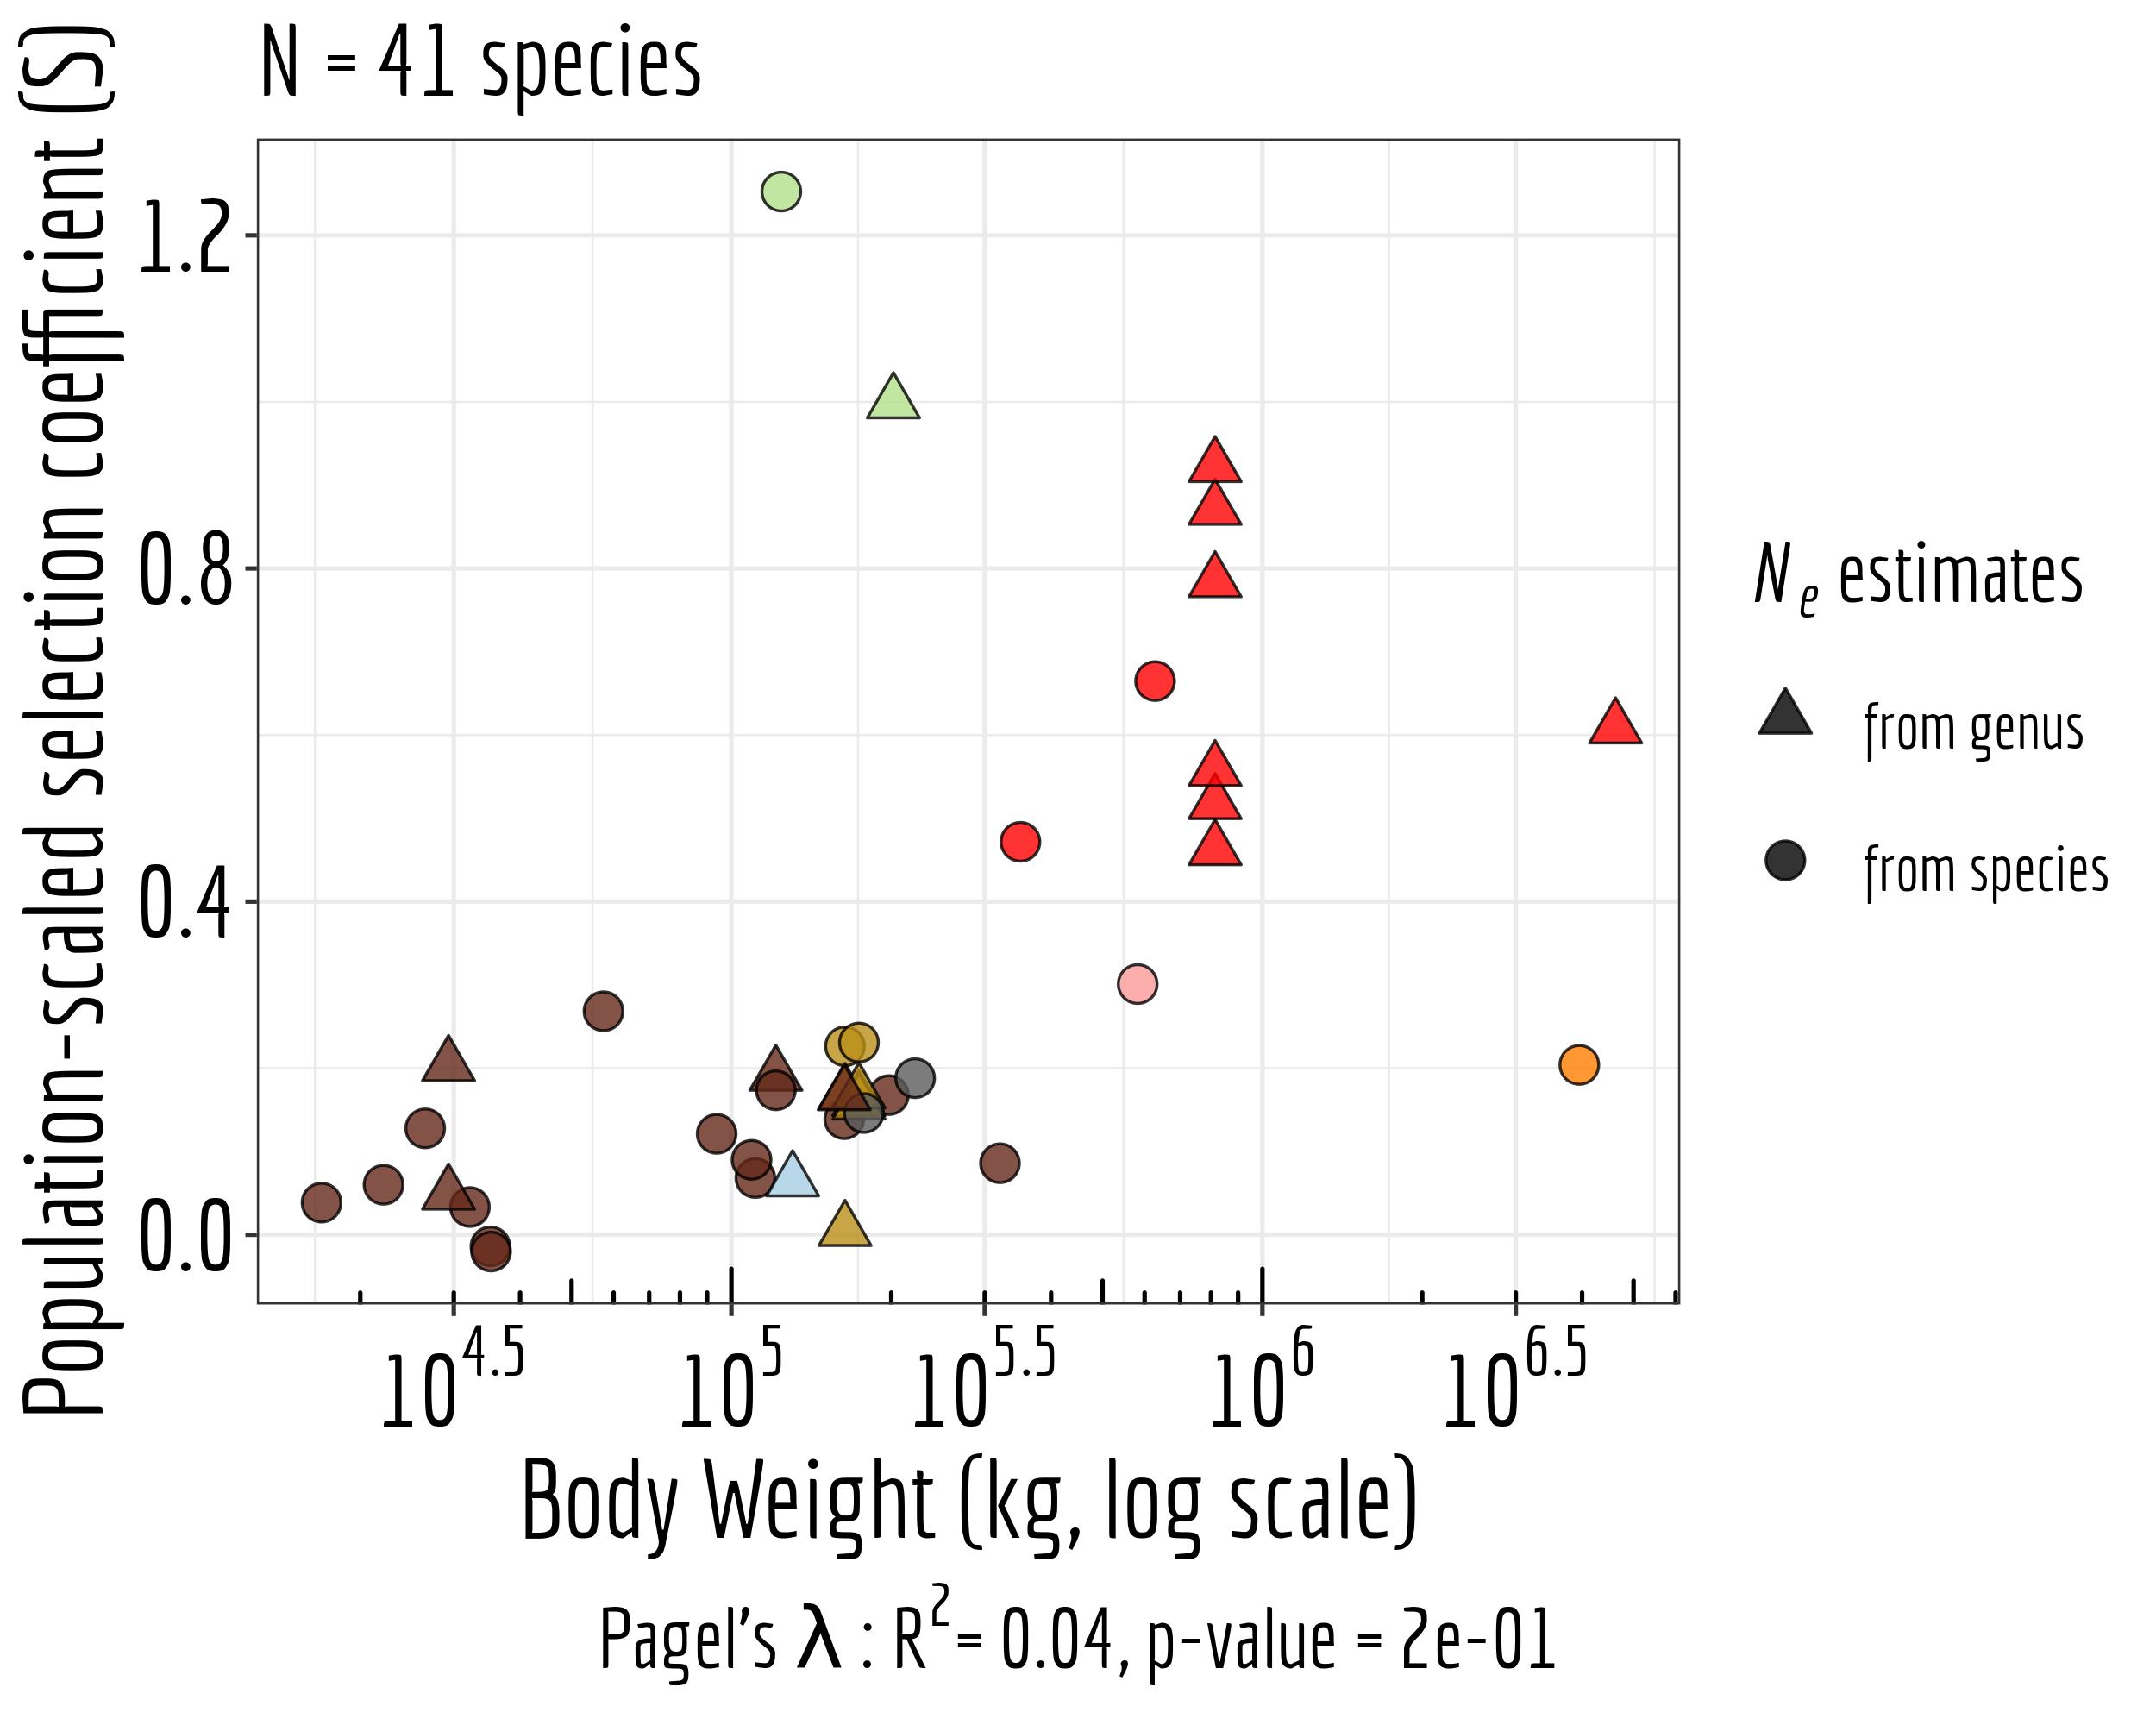 N = 41 species
Population-scaled selection coefficient (S)
1.2
0.8
0.4
0.0
10^4.5 10^5 10^5.5 10^6 10^6.5
Body Weight (kg, log scale)
Pagel's λ : R²= 0.04, p-value = 2e-01
Nₑ estimates
from genus
from species